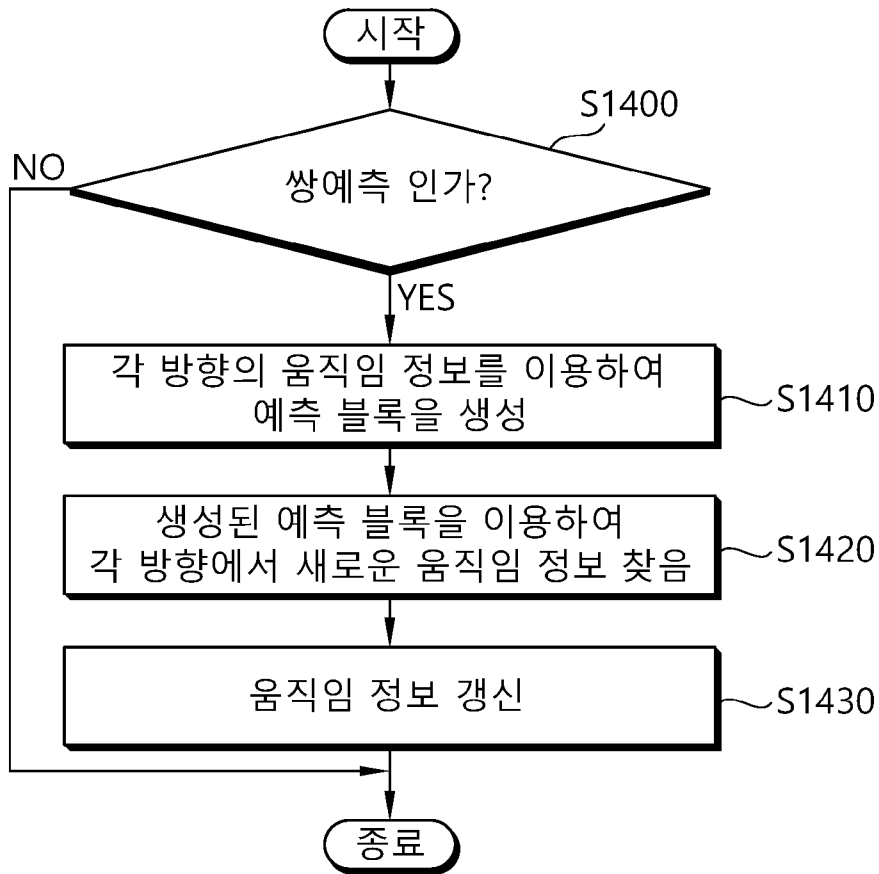 시작
S1400
NO
쌍예측 인가?
YES
각 방향의 움직임 정보를 이용하여
예측 블록을 생성
S1410
생성된 예측 블록을 이용하여
각 방향에서 새로운 움직임 정보 찾음
S1420
움직임 정보 갱신
S1430
종료